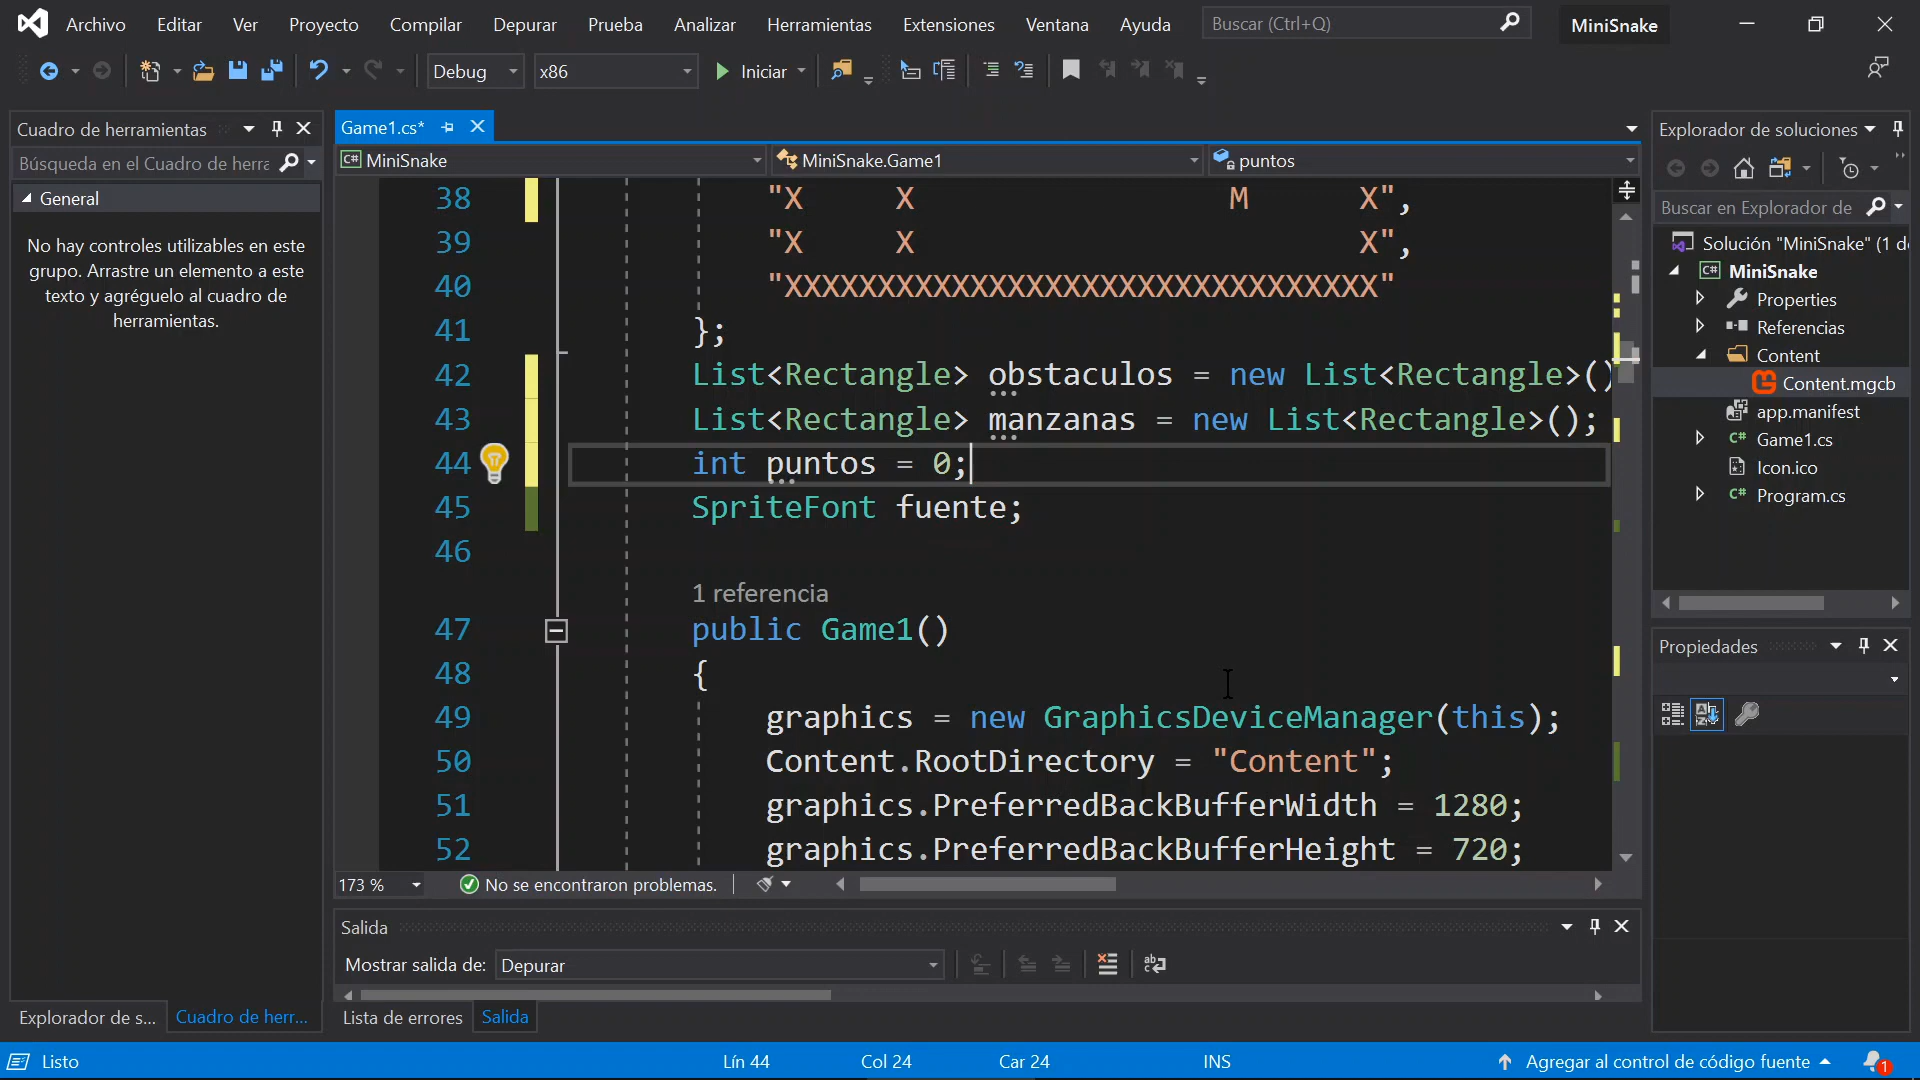 Archivo Editar Ver Proyecto Compilar Depurar Prueba Analizar Herramientas Extensiones Ventana Ayuda Buscar (Ctrl+Q) MiniSnake
Debug x86 Iniciar
Cuadro de herramientas
Búsqueda en el Cuadro de herra
General
No hay controles utilizables en este
grupo. Arrastre un elemento a este
texto y agréguelo al cuadro de
herramientas.
Game1.cs*
C# MiniSnake MiniSnake.Game1 puntos
38 "X     X                 M      X",
39 "X     X                        X",
40 "XXXXXXXXXXXXXXXXXXXXXXXXXXXXXXXX"
41 };
42 List<Rectangle> obstaculos = new List<Rectangle>()
43 List<Rectangle> manzanas = new List<Rectangle>();
44 int puntos = 0;
45 SpriteFont fuente;
46
1 referencia
47 public Game1()
48 {
49 graphics = new GraphicsDeviceManager(this);
50 Content.RootDirectory = "Content";
51 graphics.PreferredBackBufferWidth = 1280;
52 graphics.PreferredBackBufferHeight = 720;
173 % No se encontraron problemas.
Salida
Mostrar salida de: Depurar
Explorador de s... Cuadro de herr... Lista de errores Salida
Explorador de soluciones
Buscar en Explorador de
Solución "MiniSnake" (1 de
C# MiniSnake
Properties
Referencias
Content
Content.mgcb
app.manifest
C# Game1.cs
Icon.ico
C# Program.cs
Propiedades
Listo Lín 44 Col 24 Car 24 INS Agregar al control de código fuente 1